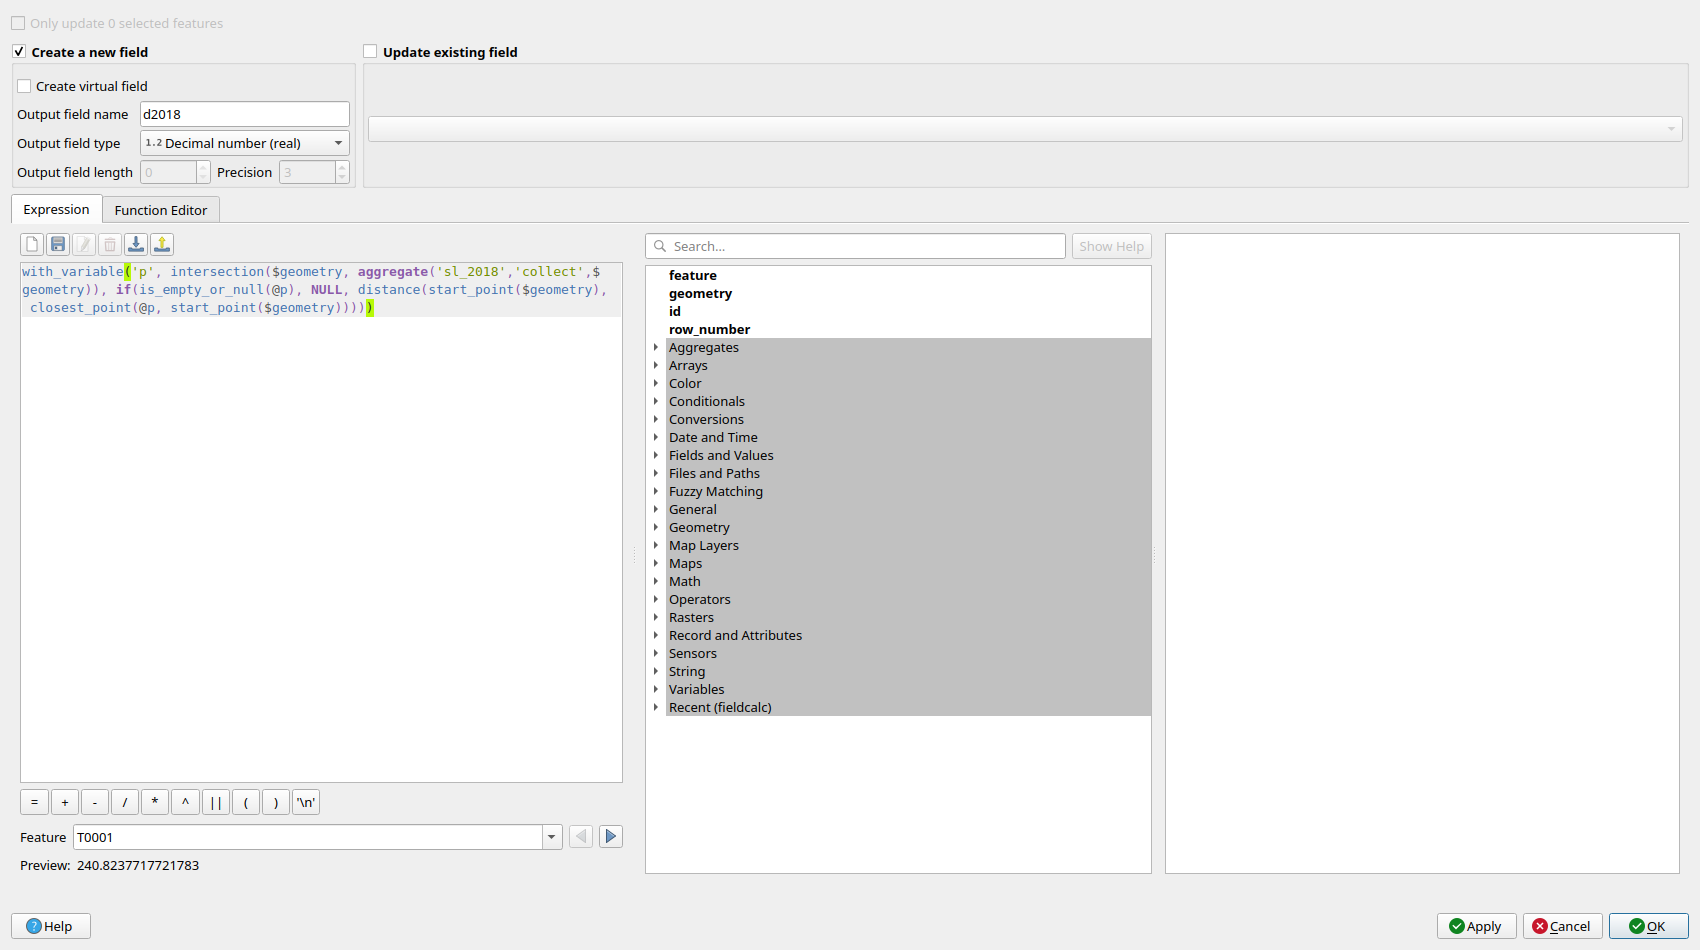 Only update 0 selected features
Create a new field
Update existing field
Create virtual field
Output field name d2018
Output field type 1.2 Decimal number (real)
Output field length 0 Precision 3
Expression Function Editor
Search... Show Help
with_variable('p', intersection($geometry, aggregate('sl_2018','collect',$
geometry)), if(is_empty_or_null(@p), NULL, distance(start_point($geometry),
closest_point(@p, start_point($geometry)))))
feature
geometry
id
row_number
Aggregates
Arrays
Color
Conditionals
Conversions
Date and Time
Fields and Values
Files and Paths
Fuzzy Matching
General
Geometry
Map Layers
Maps
Math
Operators
Rasters
Record and Attributes
Sensors
String
Variables
Recent (fieldcalc)
= + - / * ^ || ( ) '\n'
Feature T0001
Preview: 240.8237717721783
Help Apply Cancel OK